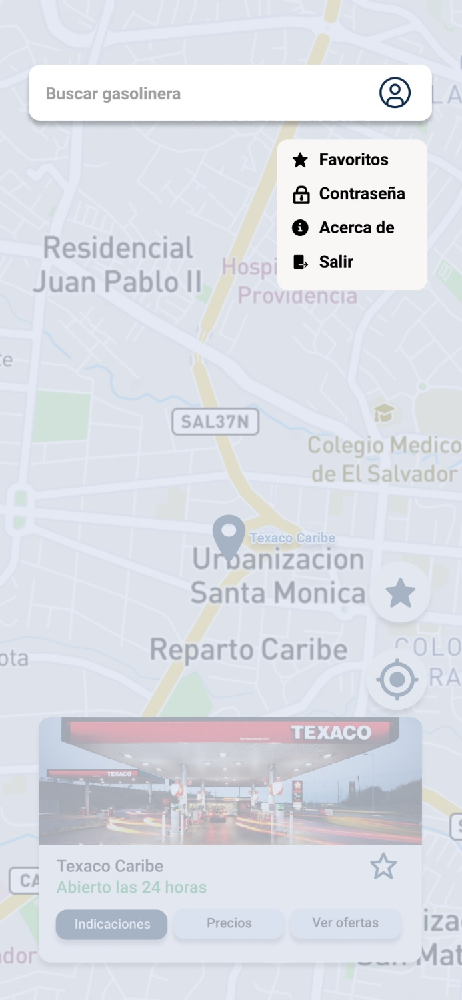 Buscar gasolinera
LA
Favoritos
Contraseña
Acerca de
Salir
Residencial
Juan Pablo II
Hospi
Providencia
te
SAL37N
Colegio Medico
de El Salvador
Texaco Caribe
Urbanizacion
Santa Monica
Reparto Caribe
COLO
RA
ota
TEXACO
TEXACO
S
Texaco Caribe
Abierto las 24 horas
CA
Indicaciones
Precios
Ver ofertas
iza
ador
San Mat